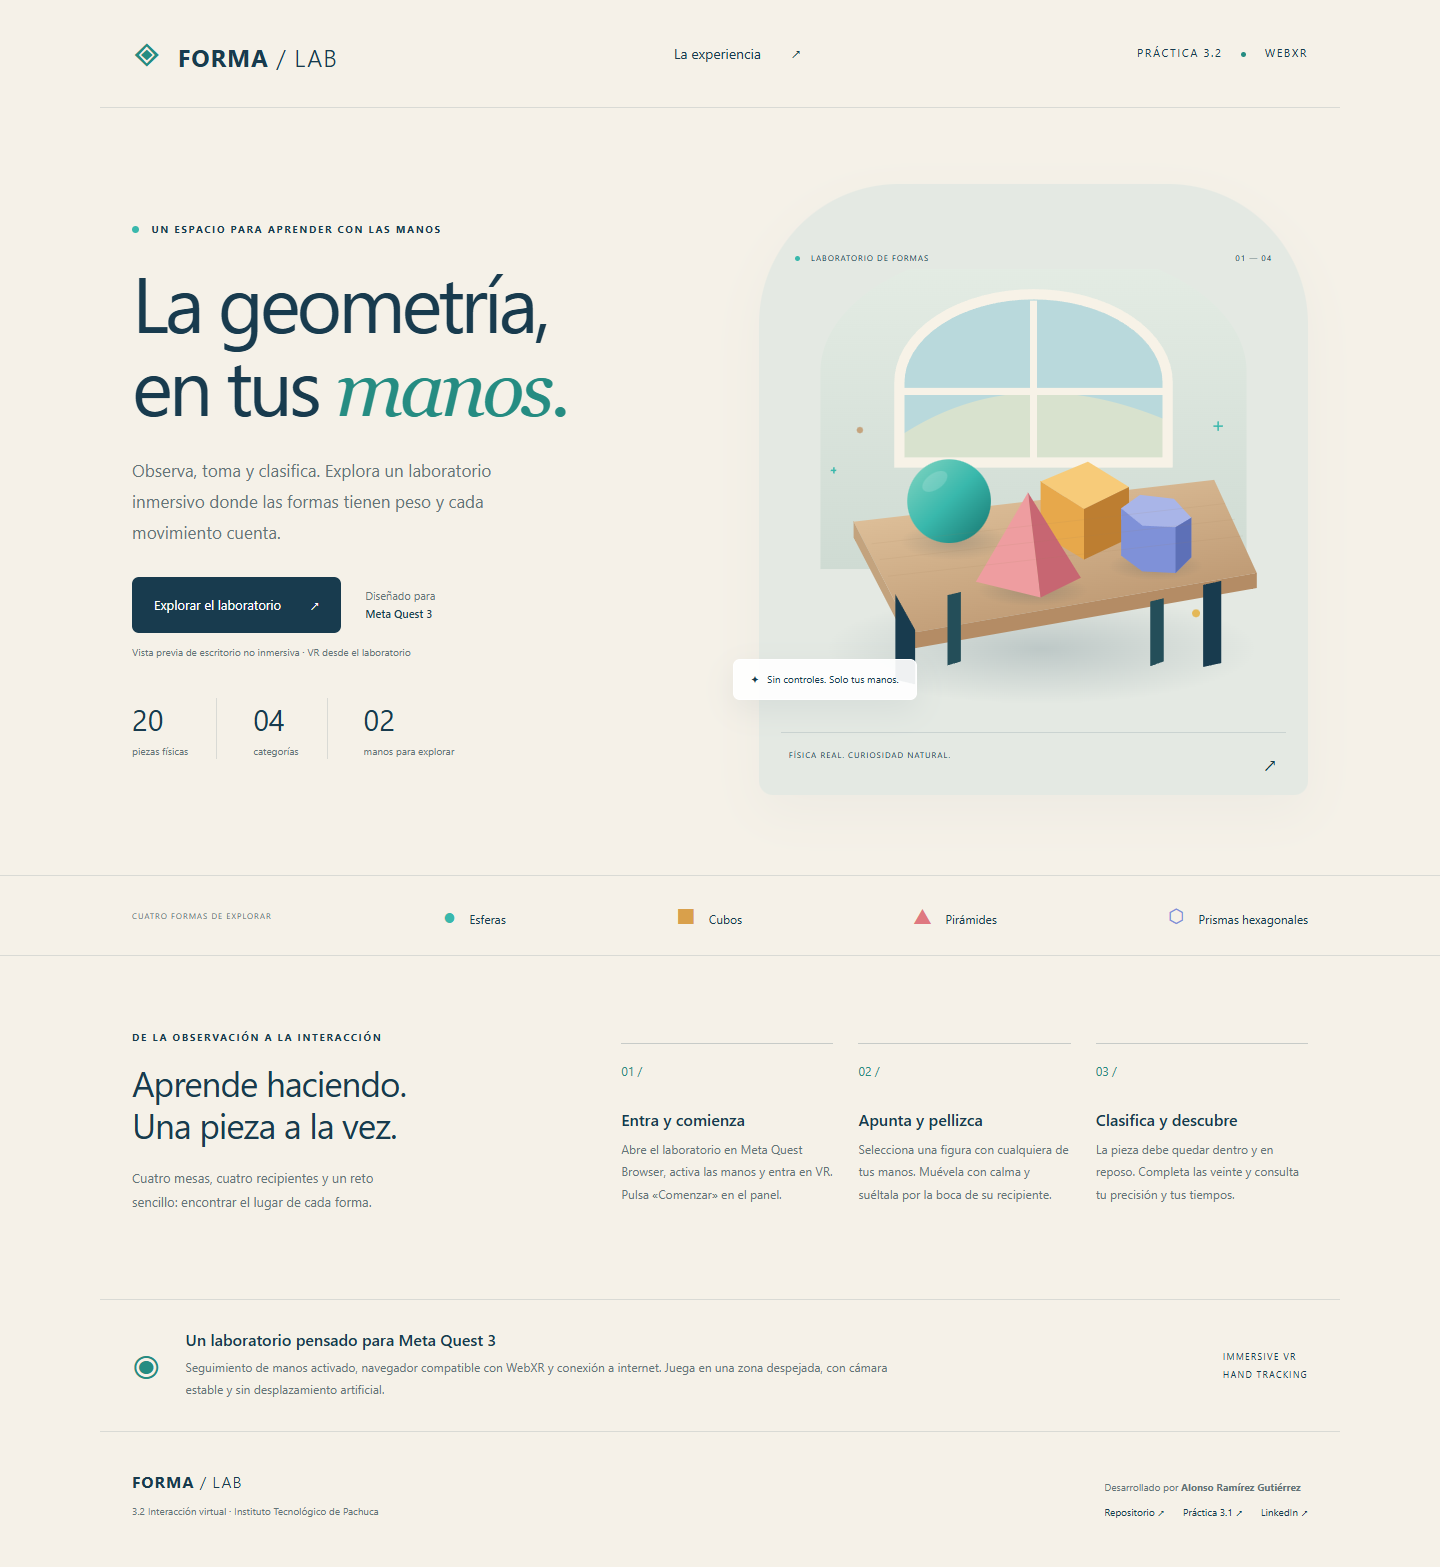 FORMA / LAB
La experiencia ↗
PRÁCTICA 3.2 • WEBXR
UN ESPACIO PARA APRENDER CON LAS MANOS
La geometría,
en tus manos.
Observa, toma y clasifica. Explora un laboratorio
inmersivo donde las formas tienen peso y cada
movimiento cuenta.
Explorar el laboratorio ↗
Diseñado para
Meta Quest 3
Vista previa de escritorio no inmersiva · VR desde el laboratorio
20
piezas físicas
04
categorías
02
manos para explorar
LABORATORIO DE FORMAS
01 — 04
Sin controles. Solo tus manos.
FÍSICA REAL. CURIOSIDAD NATURAL.
↗
CUATRO FORMAS DE EXPLORAR
Esferas
Cubos
Pirámides
Prismas hexagonales
DE LA OBSERVACIÓN A LA INTERACCIÓN
Aprende haciendo.
Una pieza a la vez.
Cuatro mesas, cuatro recipientes y un reto
sencillo: encontrar el lugar de cada forma.
01 /
Entra y comienza
Abre el laboratorio en Meta Quest
Browser, activa las manos y entra en VR.
Pulsa «Comenzar» en el panel.
02 /
Apunta y pellizca
Selecciona una figura con cualquiera de
tus manos. Muévela con calma y
suéltala por la boca de su recipiente.
03 /
Clasifica y descubre
La pieza debe quedar dentro y en
reposo. Completa las veinte y consulta
tu precisión y tus tiempos.
Un laboratorio pensado para Meta Quest 3
Seguimiento de manos activado, navegador compatible con WebXR y conexión a internet. Juega en una zona despejada, con cámara
estable y sin desplazamiento artificial.
IMMERSIVE VR
HAND TRACKING
FORMA / LAB
3.2 Interacción virtual · Instituto Tecnológico de Pachuca
Desarrollado por Alonso Ramírez Gutiérrez
Repositorio ↗ Práctica 3.1 ↗ LinkedIn ↗